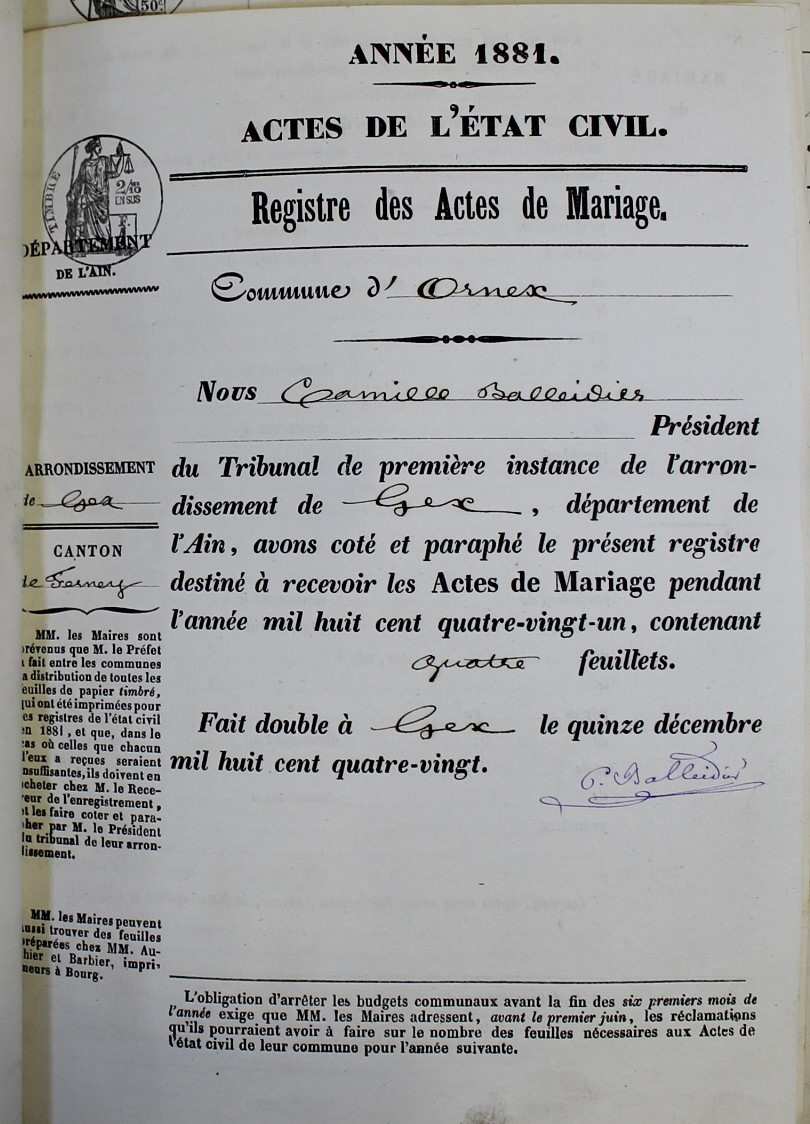 50c
ANNÉE 1881.
ACTES DE L'ÉTAT CIVIL.
TIMBRE
2/10 EN SUS
DÉPARTEMENT
DE L'AIN.
Registre des Actes de Mariage.
Commune d' Ornex
Nous Camille Balleidier
Président
du Tribunal de première instance de l'arron-
dissement de Gex, département de
l'Ain, avons coté et paraphé le présent registre
destiné à recevoir les Actes de Mariage pendant
l'année mil huit cent quatre-vingt-un, contenant
quatre feuillets.
Fait double à Gex le quinze décembre
mil huit cent quatre-vingt.
C. Balleidier
ARRONDISSEMENT
de Gex
CANTON
de Ferney
MM. les Maires sont
prévenus que M. le Préfet
a fait entre les communes
la distribution de toutes les
feuilles de papier timbré,
qui ont été imprimées pour
les registres de l'état civil
en 1881, et que, dans le
cas où celles que chacun
d'eux a reçues seraient
insuffisantes, ils doivent en
acheter chez M. le Rece-
veur de l'enregistrement,
et les faire coter et para-
pher par M. le Président
du tribunal de leur arron-
dissement.
MM. les Maires peuvent
aussi trouver des feuilles
préparées chez MM. Au-
thier et Barbier, impri-
meurs à Bourg.
L'obligation d'arrêter les budgets communaux avant la fin des six premiers mois de
l'année exige que MM. les Maires adressent, avant le premier juin, les réclamations
qu'ils pourraient avoir à faire sur le nombre des feuilles nécessaires aux Actes de
l'état civil de leur commune pour l'année suivante.